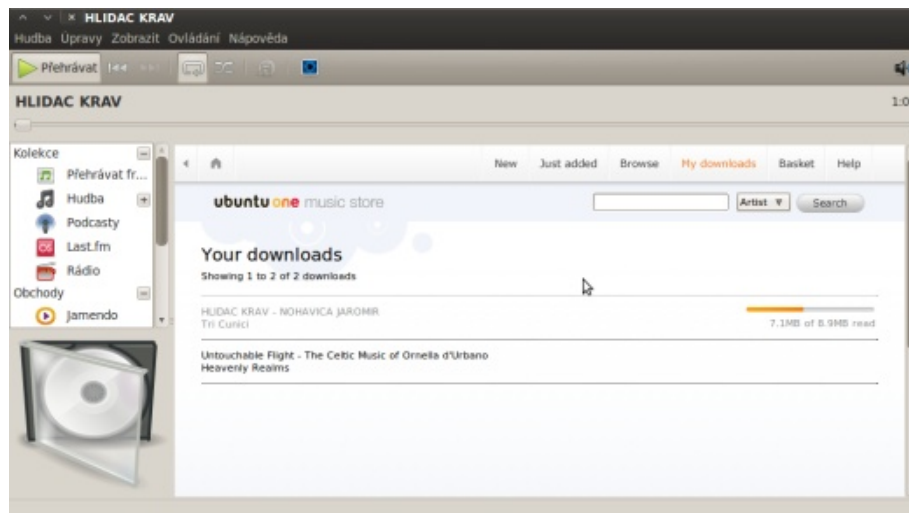 HLIDAC KRAV
Hudba Úpravy Zobrazit Ovládání Nápověda
Přehrávat
HLIDAC KRAV
1:0
Kolekce
Přehrávat fr...
Hudba
Podcasty
Last.fm
Rádio
Obchody
Jamendo
New Just added Browse My downloads Basket Help
ubuntu one music store
Artist Search
Your downloads
Showing 1 to 2 of 2 downloads
HLIDAC KRAV - NOHAVICA JAROMIR
Tri Cunici
7.1MB of 8.9MB read
Untouchable Flight - The Celtic Music of Ornella d'Urbano
Heavenly Realms